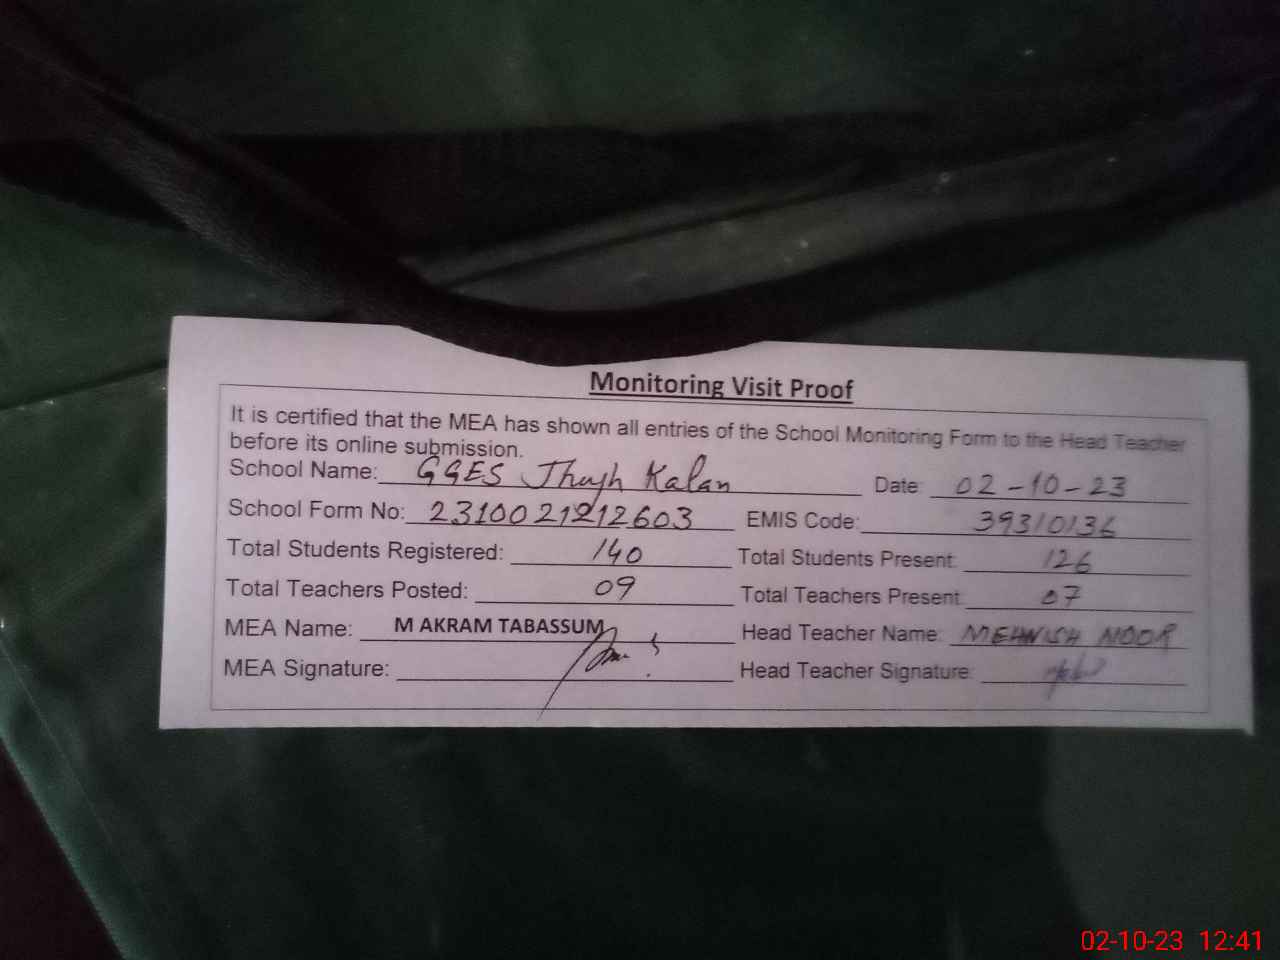 Monitoring Visit Proof
It is certified that the MEA has shown all entries of the School Monitoring Form to the Head Teacher
before its online submission.
School Name: GGES Jhugh Kalan Date: 02-10-23
School Form No: 2310021212603 EMIS Code: 39310136
Total Students Registered: 140 Total Students Present: 126
Total Teachers Posted: 09 Total Teachers Present: 07
MEA Name: M AKRAM TABASSUM Head Teacher Name: MEHWISH NOOR
MEA Signature: Head Teacher Signature:
02-10-23 12:41